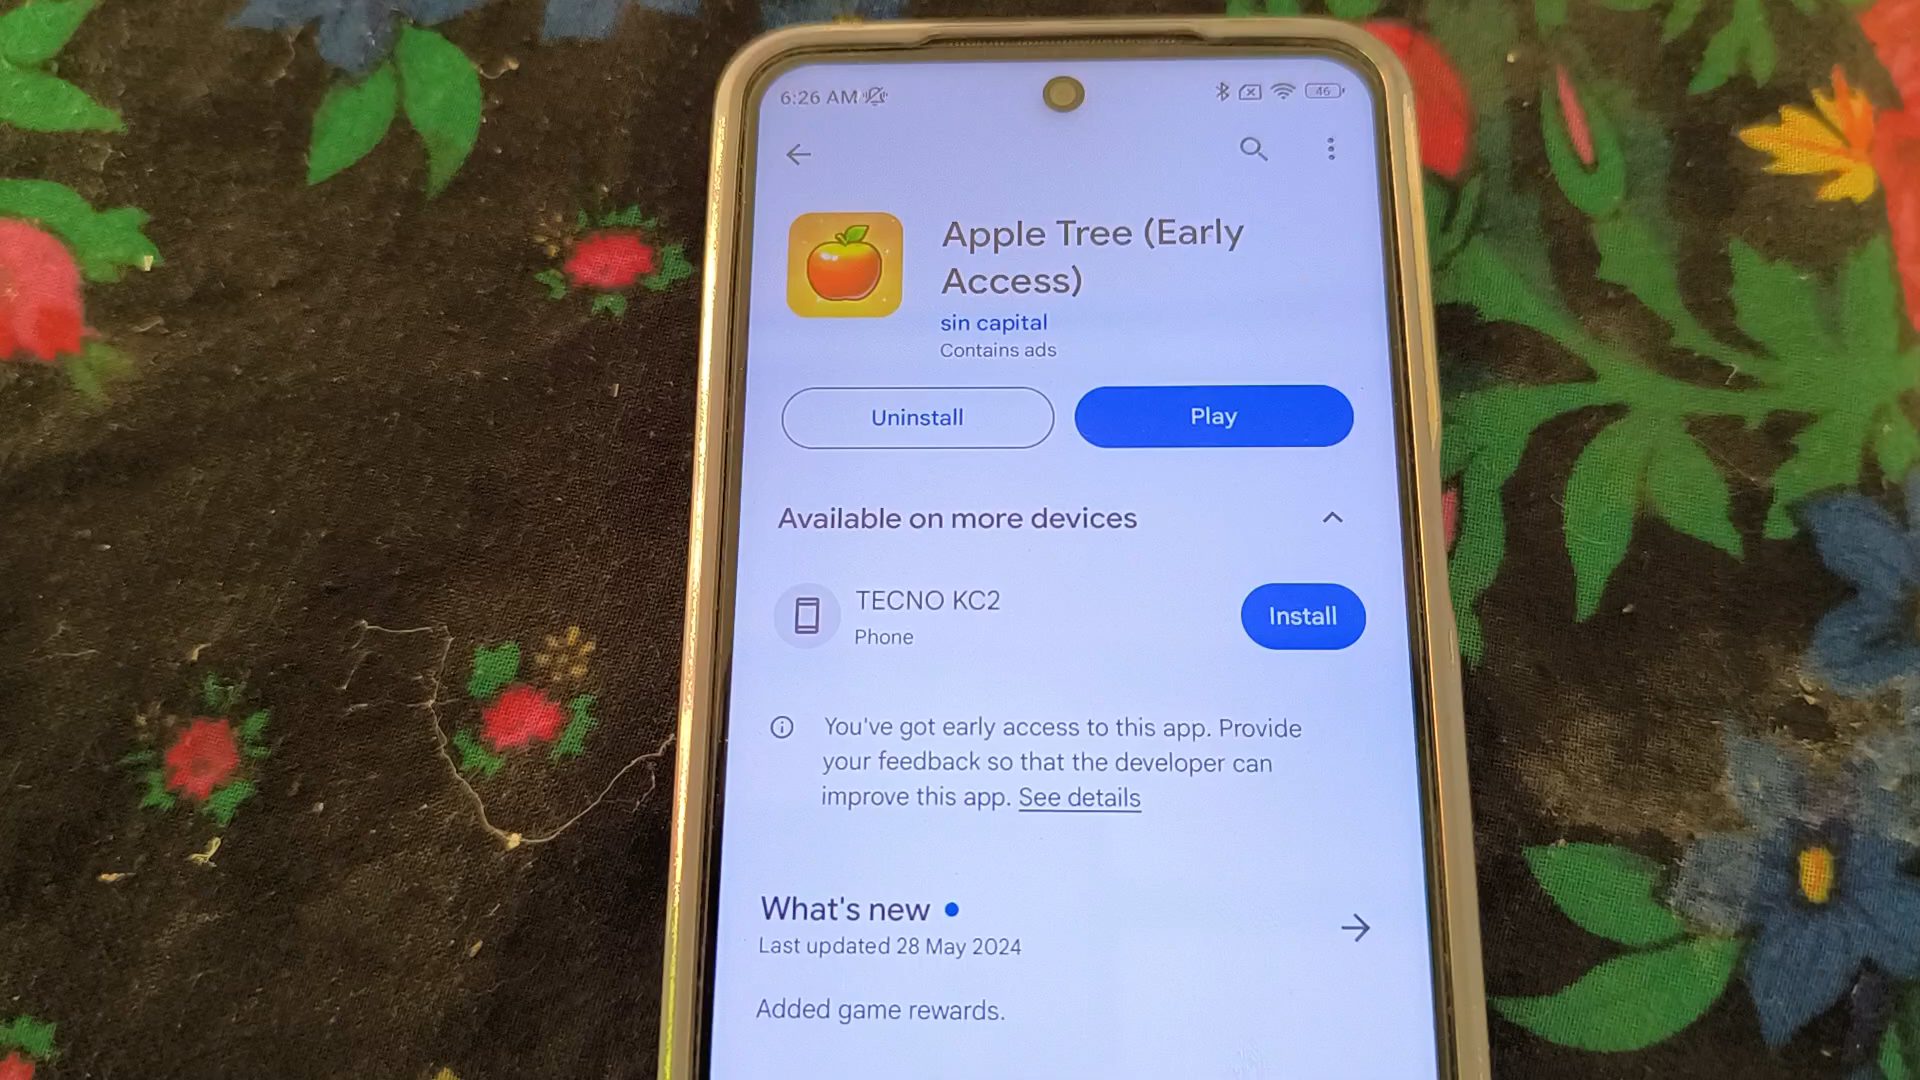 6:26 AM
46
Apple Tree (Early
Access)
sin capital
Contains ads
Uninstall
Play
Available on more devices
TECNO KC2
Phone
Install
You've got early access to this app. Provide
your feedback so that the developer can
improve this app. See details
What's new
Last updated 28 May 2024
Added game rewards.